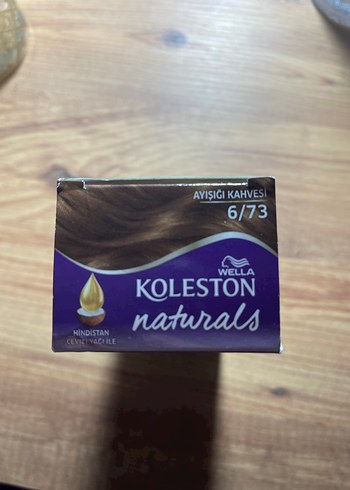 AYIŞIĞI KAHVESİ
6/73
WELLA
KOLESTON
naturals
HİNDİSTAN
CEVİZİ YAĞI İLE